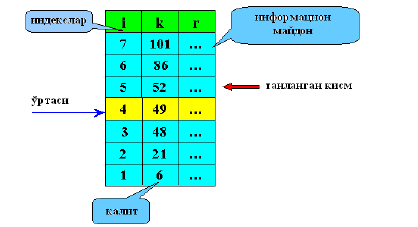 индекслар
информацион
майдон
i k r
7 101 ...
6 86 ...
5 52 ...
танланган кисм
ўртаси
4 49 ...
3 48 ...
2 21 ...
1 6 ...
калит